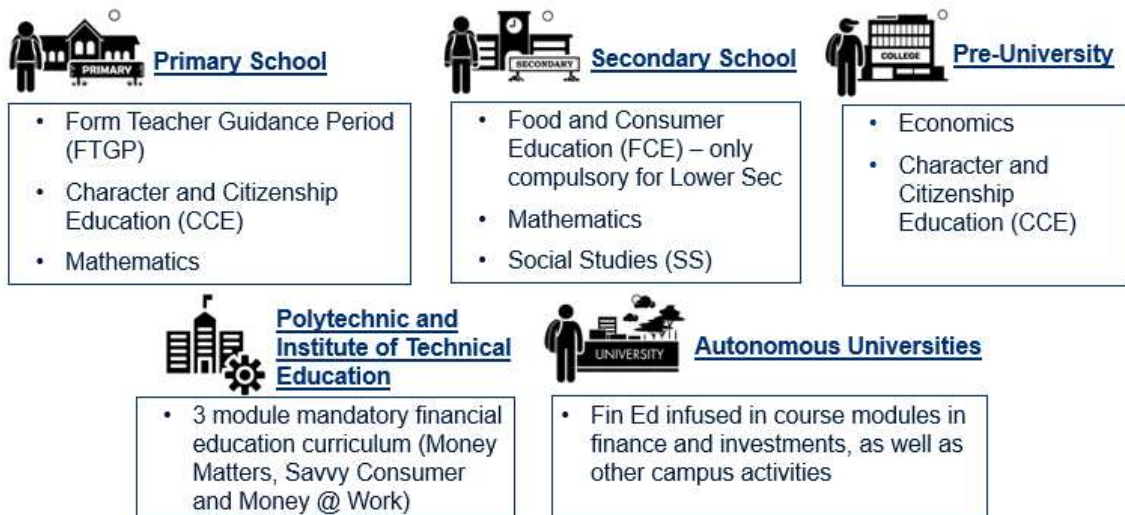 PRIMARY
Primary School
• Form Teacher Guidance Period
(FTGP)
• Character and Citizenship
Education (CCE)
• Mathematics
SECONDARY
Secondary School
• Food and Consumer
Education (FCE) – only
compulsory for Lower Sec
• Mathematics
• Social Studies (SS)
COLLEGE
Pre-University
• Economics
• Character and
Citizenship
Education (CCE)
Polytechnic and
Institute of Technical
Education
• 3 module mandatory financial
education curriculum (Money
Matters, Savvy Consumer
and Money @ Work)
UNIVERSITY
Autonomous Universities
• Fin Ed infused in course modules in
finance and investments, as well as
other campus activities